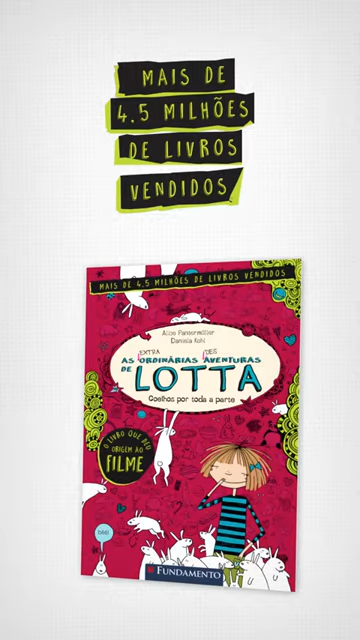 MAIS DE
4.5 MILHÕES
DE LIVROS
VENDIDOS
MAIS DE 4.5 MILHÕES DE LIVROS VENDIDOS
Alice Pantermüller
Daniela Kohl
EXTRA
AS ORDINÁRIAS AVENTURAS
DE LOTTA
Coelhos por toda a parte
O LIVRO QUE DEU
ORIGEM AO
FILME
FUNDAMENTO